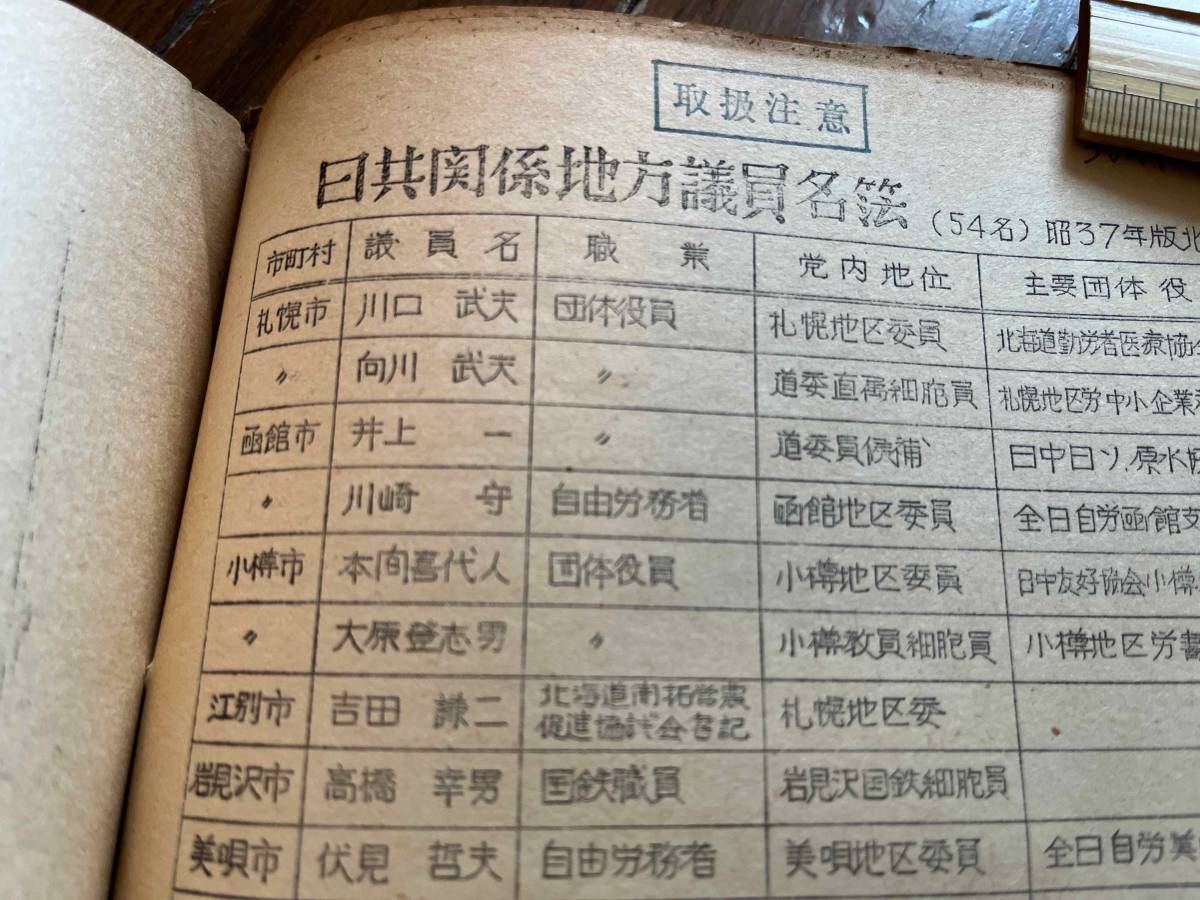 取扱注意
日共関係地方議員名簿 (54名) 昭37年版北
市町村 議員名 職業 党内地位 主要団体役
札幌市 川口 武夫 団体役員 札幌地区委員 北海道勤労者医療協会
〃 向川 武夫 〃 道委直属細胞員 札幌地区労中小企業対
函館市 井上 一 〃 道委員候補 日中日ソ、原水協
〃 川崎 守 自由労務者 函館地区委員 全日自労函館支
小樽市 本間喜代人 団体役員 小樽地区委員 日中友好協会小樽
〃 大原登志男 〃 小樽教員細胞員 小樽地区労書
江別市 吉田 謙二 北海道開拓営農 札幌地区委
促進協議会書記
岩見沢市 高橋 幸男 国鉄職員 岩見沢国鉄細胞員
美唄市 伏見 哲夫 自由労務者 美唄地区委員 全日自労美